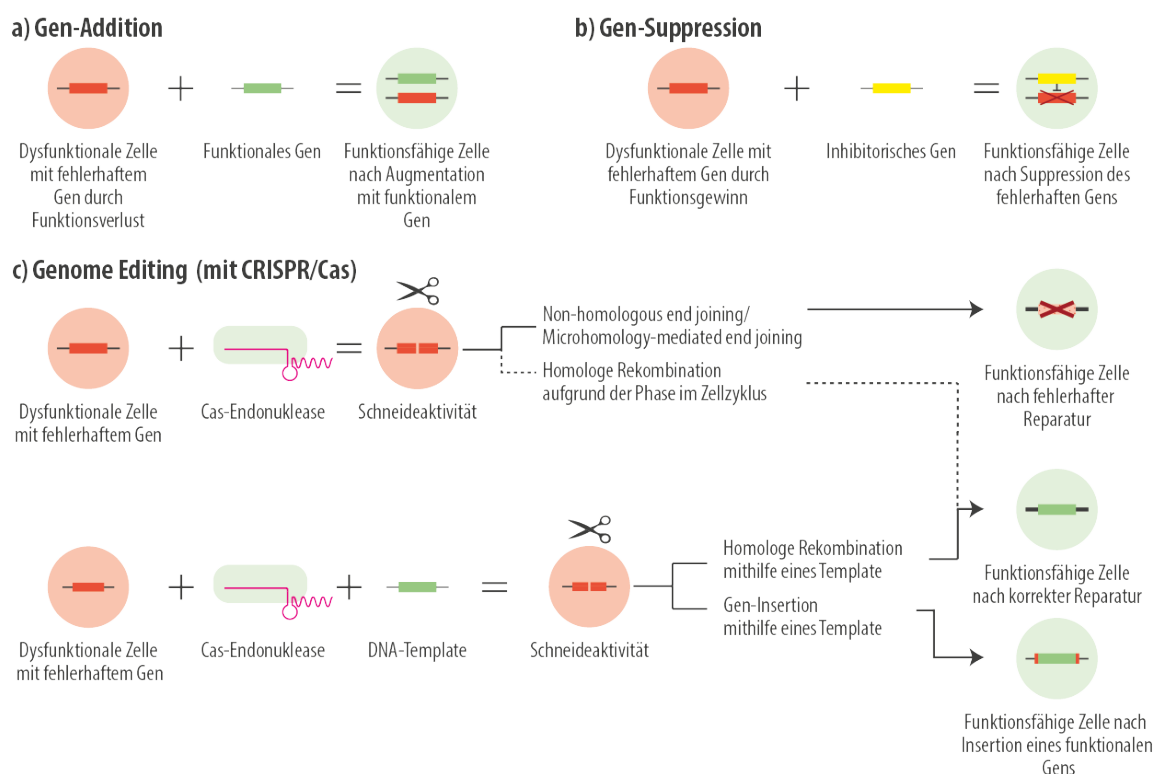 a) Gen-Addition
Dysfunktionale Zelle
mit fehlerhaftem
Gen durch
Funktionsverlust
+
Funktionales Gen
=
Funktionsfähige Zelle
nach Augmentation
mit funktionalem
Gen
b) Gen-Suppression
Dysfunktionale Zelle mit
fehlerhaftem Gen durch
Funktionsgewinn
+
Inhibitorisches Gen
=
Funktionsfähige Zelle
nach Suppression des
fehlerhaften Gens
c) Genome Editing (mit CRISPR/Cas)
Dysfunktionale Zelle
mit fehlerhaftem Gen
+
Cas-Endonuklease
=
Schneideaktivität
Non-homologous end joining/
Microhomology-mediated end joining
Homologe Rekombination
aufgrund der Phase im Zellzyklus
Funktionsfähige Zelle
nach fehlerhafter
Reparatur
Dysfunktionale Zelle
mit fehlerhaftem Gen
+
Cas-Endonuklease
+
DNA-Template
=
Schneideaktivität
Homologe Rekombination
mithilfe eines Template
Gen-Insertion
mithilfe eines Template
Funktionsfähige Zelle
nach korrekter Reparatur
Funktionsfähige Zelle nach
Insertion eines funktionalen
Gens